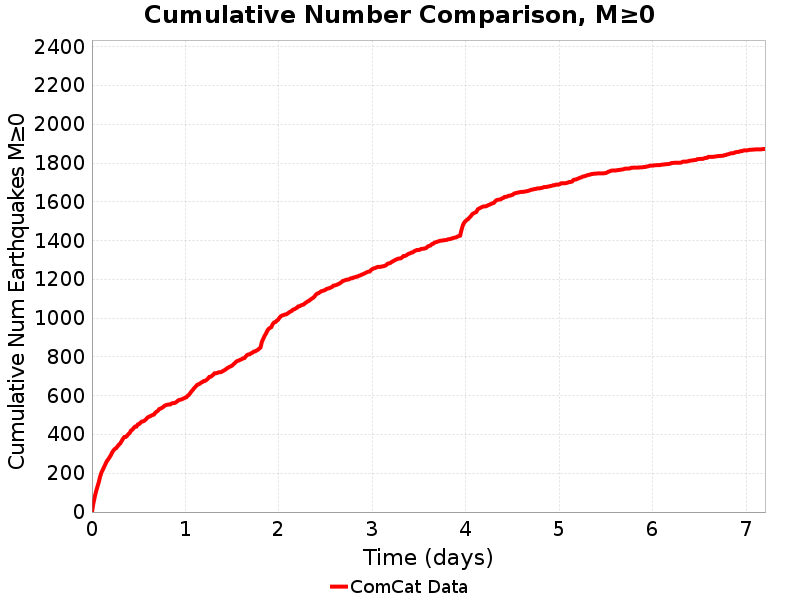 Cumulative Number Comparison, M≥0
Cumulative Num Earthquakes M≥0
2400
2200
2000
1800
1600
1400
1200
1000
800
600
400
200
0
0 1 2 3 4 5 6 7
Time (days)
ComCat Data